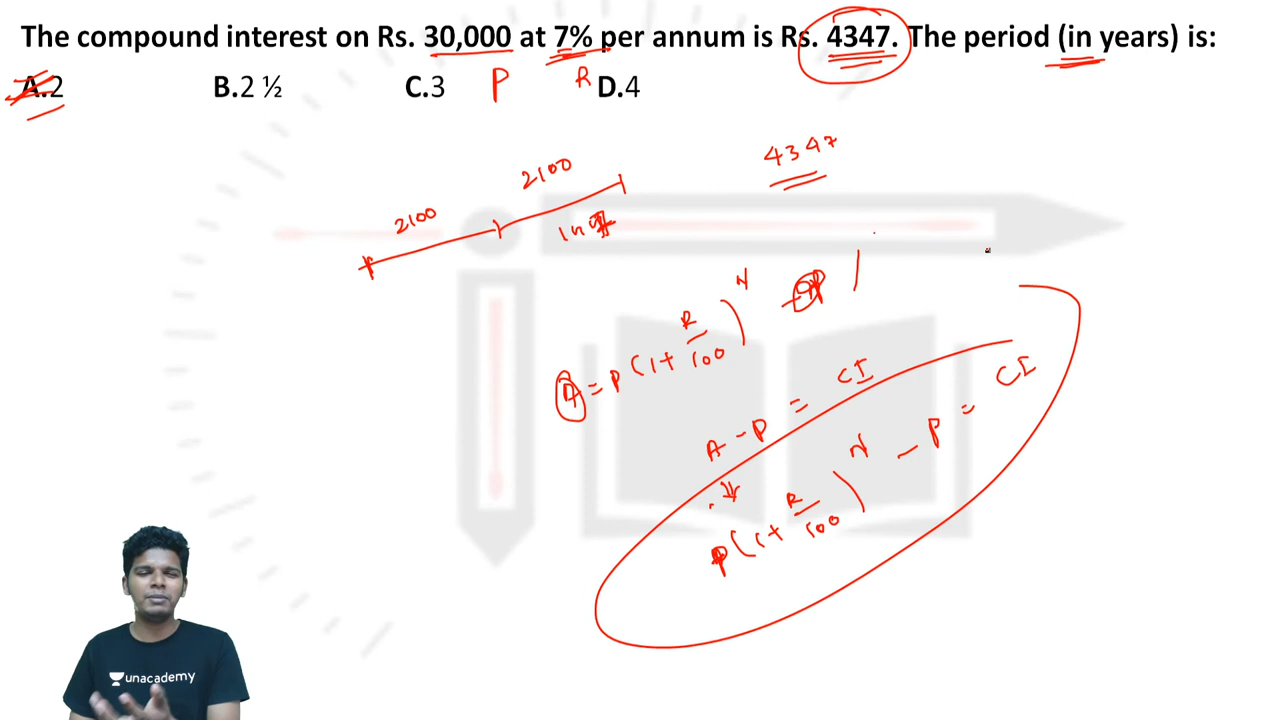 The compound interest on Rs. 30,000 at 7% per annum is Rs. 4347. The period (in years) is:
A.2 B.2 ½ C.3 P R D.4
4347
2100
2100
Int
A = P(1 + R/100)^N - P
A - P = CI
P(1 + R/100)^N - P = CI
unacademy